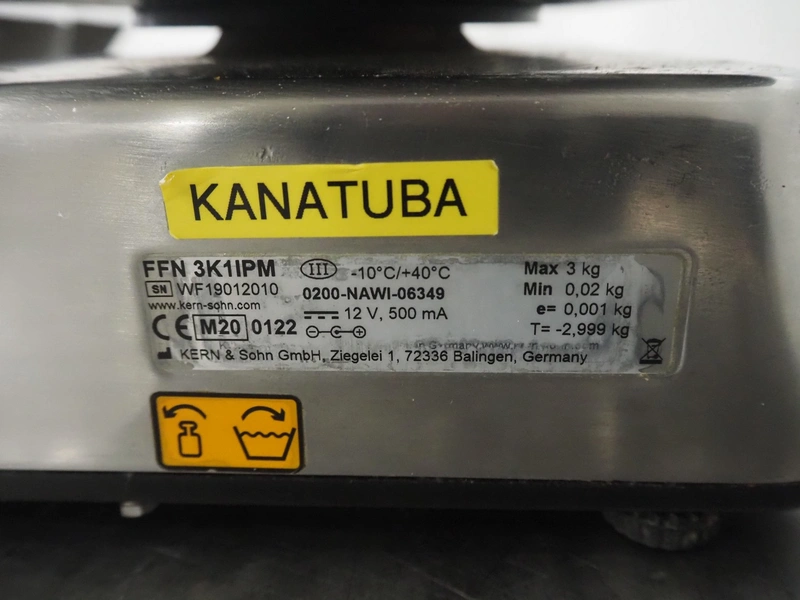 KANATUBA
FFN 3K1IPM
III
-10°C/+40°C
Max 3 kg
SN WF19012010
0200-NAWI-06349
Min 0,02 kg
www.kern-sohn.com
12 V, 500 mA
e= 0,001 kg
CE M20 0122
T= -2,999 kg
KERN & Sohn GmbH, Ziegelei 1, 72336 Balingen, Germany